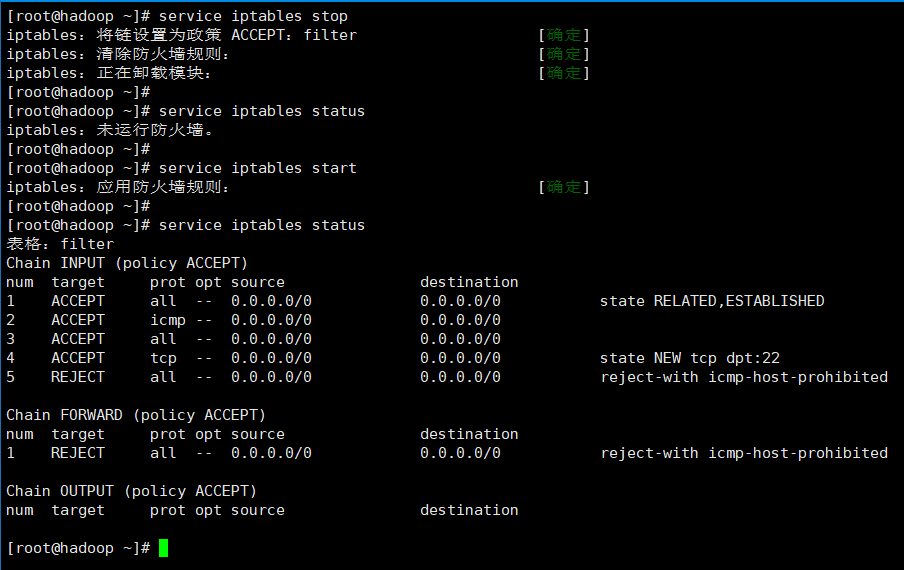 [root@hadoop ~]# service iptables stop
iptables：将链设置为政策 ACCEPT：filter                    [确定]
iptables：清除防火墙规则：                                 [确定]
iptables：正在卸载模块：                                   [确定]
[root@hadoop ~]#
[root@hadoop ~]# service iptables status
iptables：未运行防火墙。
[root@hadoop ~]#
[root@hadoop ~]# service iptables start
iptables：应用防火墙规则：                                 [确定]
[root@hadoop ~]#
[root@hadoop ~]# service iptables status
表格：filter
Chain INPUT (policy ACCEPT)
num  target     prot opt source               destination
1    ACCEPT     all  --  0.0.0.0/0            0.0.0.0/0           state RELATED,ESTABLISHED
2    ACCEPT     icmp --  0.0.0.0/0            0.0.0.0/0
3    ACCEPT     all  --  0.0.0.0/0            0.0.0.0/0
4    ACCEPT     tcp  --  0.0.0.0/0            0.0.0.0/0           state NEW tcp dpt:22
5    REJECT     all  --  0.0.0.0/0            0.0.0.0/0           reject-with icmp-host-prohibited
Chain FORWARD (policy ACCEPT)
num  target     prot opt source               destination
1    REJECT     all  --  0.0.0.0/0            0.0.0.0/0           reject-with icmp-host-prohibited
Chain OUTPUT (policy ACCEPT)
num  target     prot opt source               destination
[root@hadoop ~]#